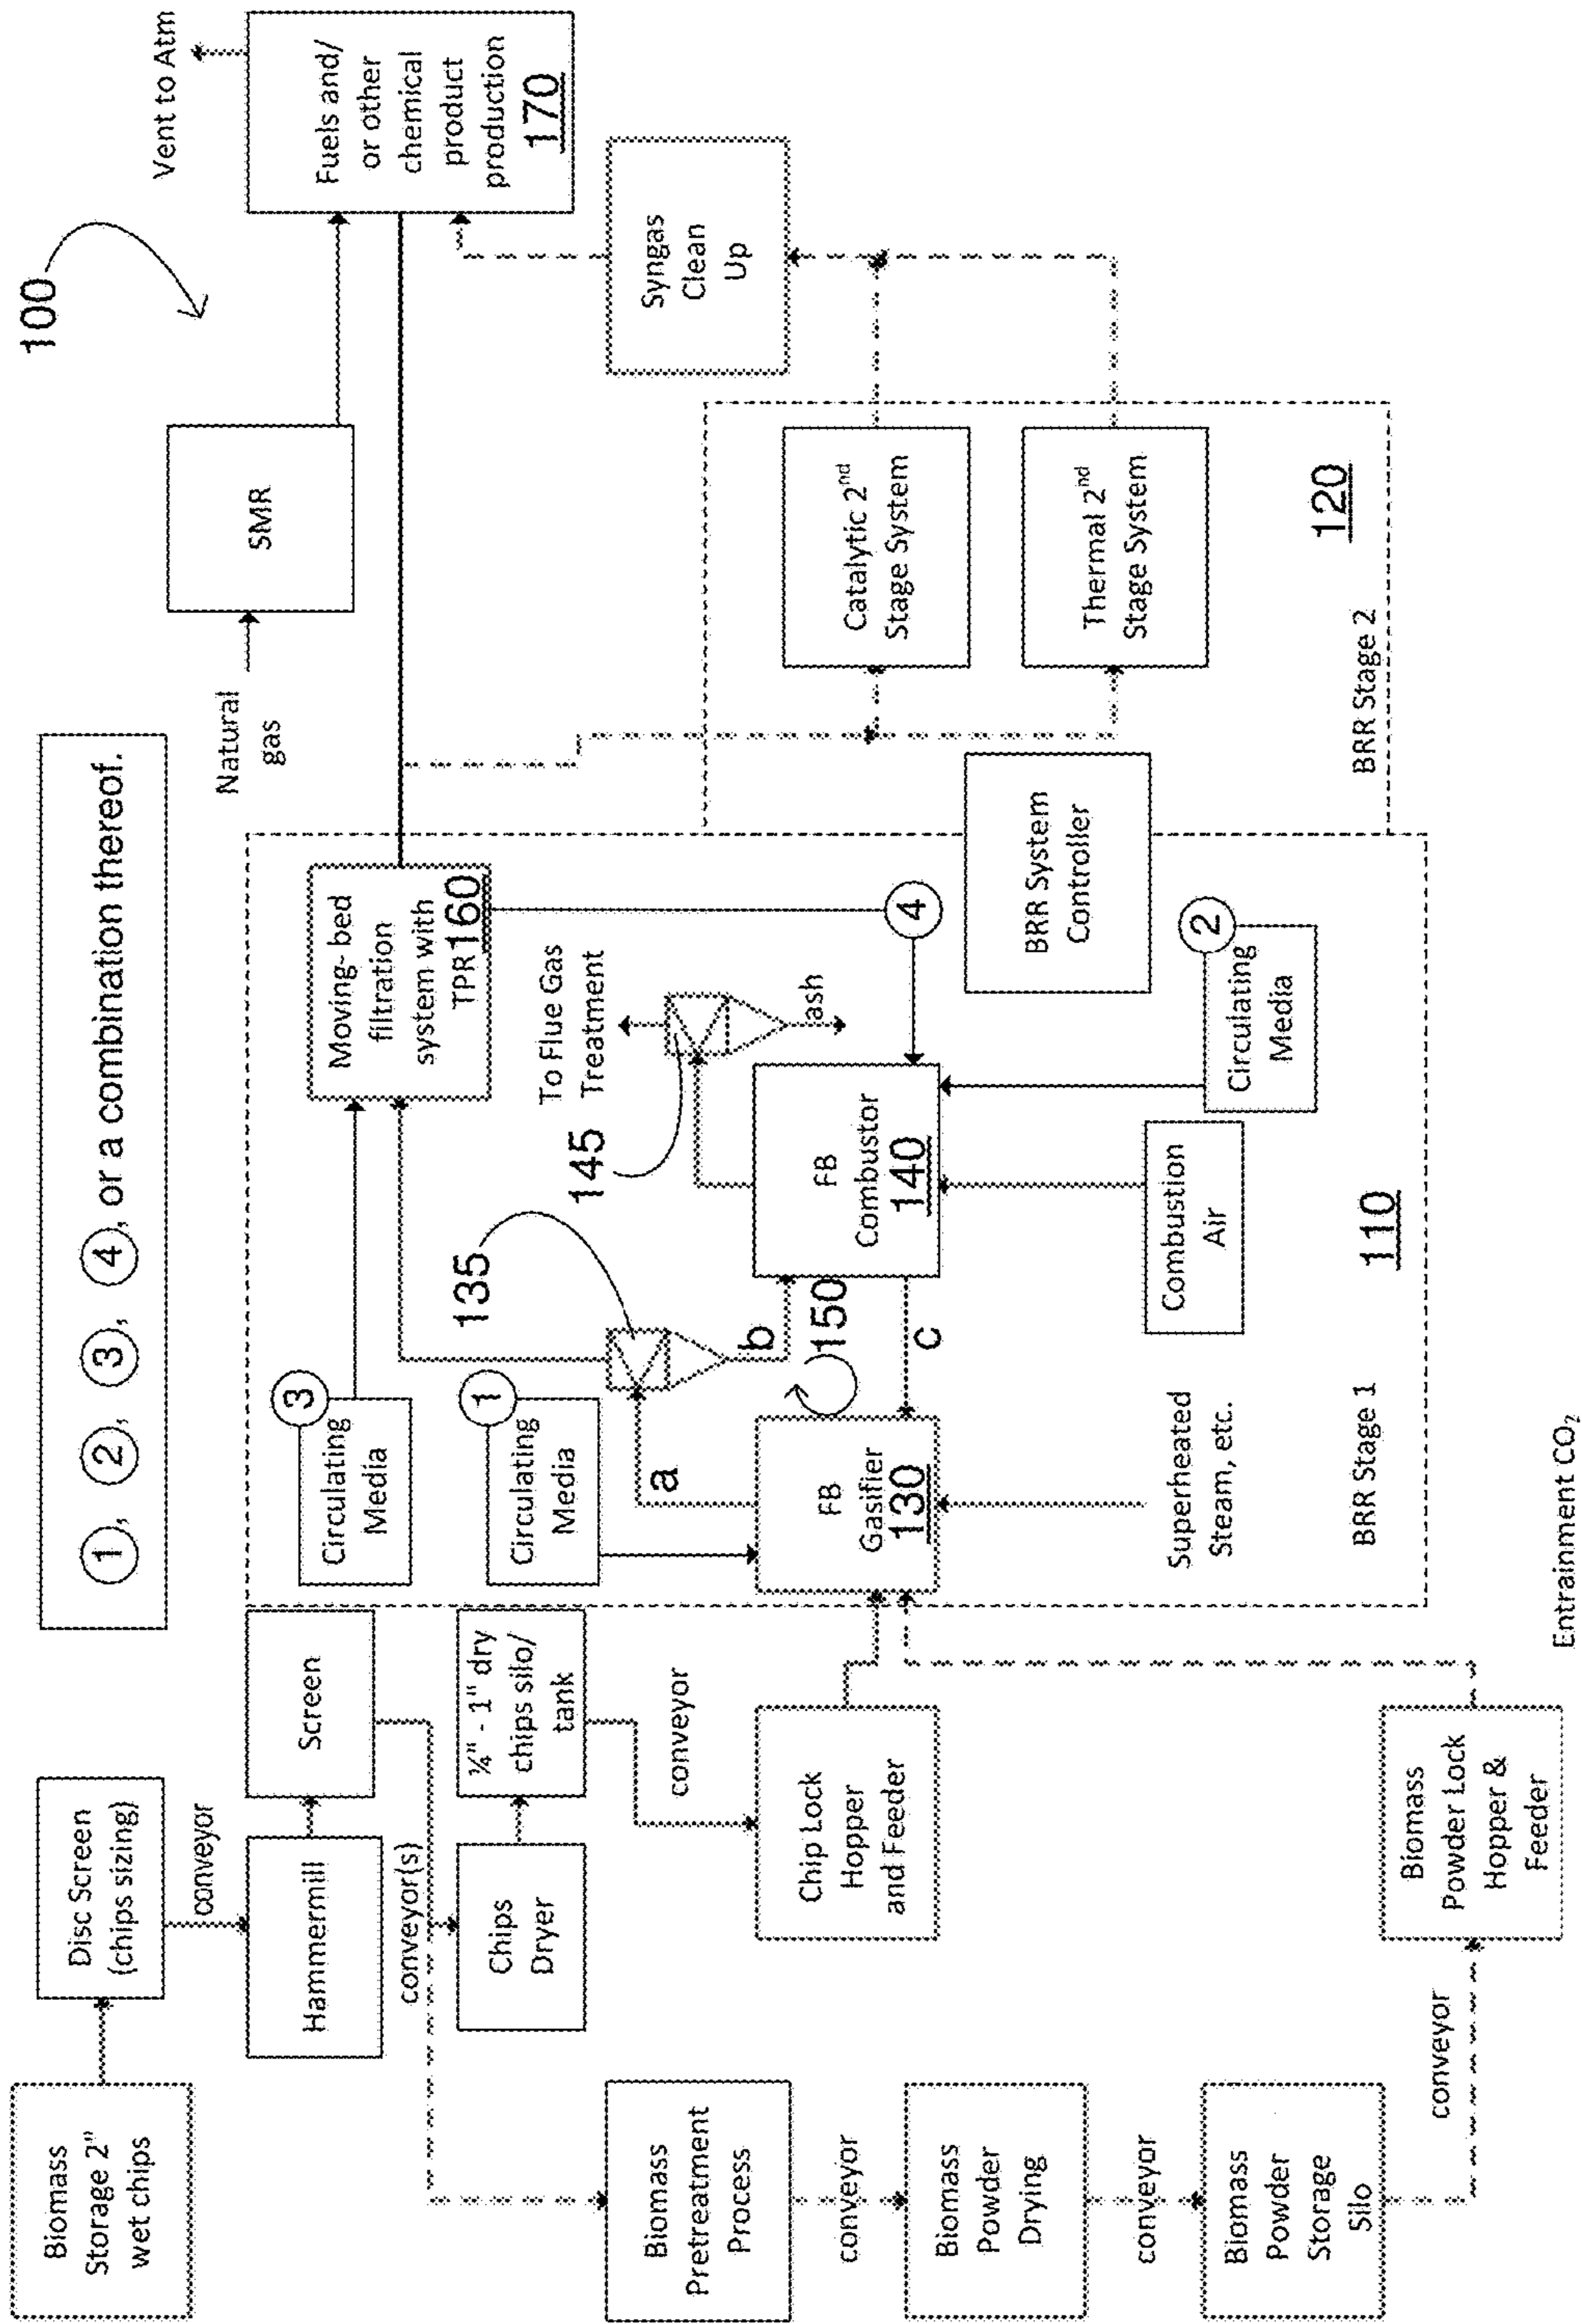 100
①, ②, ③, ④, or a combination thereof.
Biomass
Storage 2"
wet chips
Disc Screen
(chips sizing)
conveyor
Hammermill
Screen
conveyor(s)
Chips
Dryer
¼" - 1" dry
chips silo/
tank
conveyor
Chip Lock
Hopper
and Feeder
Biomass
Pretreatment
Process
conveyor
Biomass
Powder
Drying
conveyor
Biomass
Powder
Storage
Silo
conveyor
Biomass
Powder Lock
Hopper &
Feeder
Entrainment CO₂
③
Circulating
Media
①
Circulating
Media
a
135
b
FB
Gasifier
130
150
c
Superheated
Steam, etc.
BRR Stage 1
110
Moving- bed
filtration
system with
TPR 160
To Flue Gas
Treatment
145
ash
FB
Combustor
140
④
Combustion
Air
②
Circulating
Media
BRR System
Controller
Natural
gas
SMR
Vent to Atm
Fuels and/
or other
chemical
product
production
170
Syngas
Clean
Up
Catalytic 2nd
Stage System
Thermal 2nd
Stage System
120
BRR Stage 2